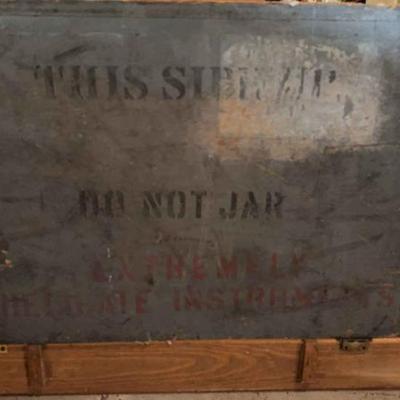 THIS SIDE UP
DO NOT JAR
EXTREMELY
DELICATE INSTRUMENTS